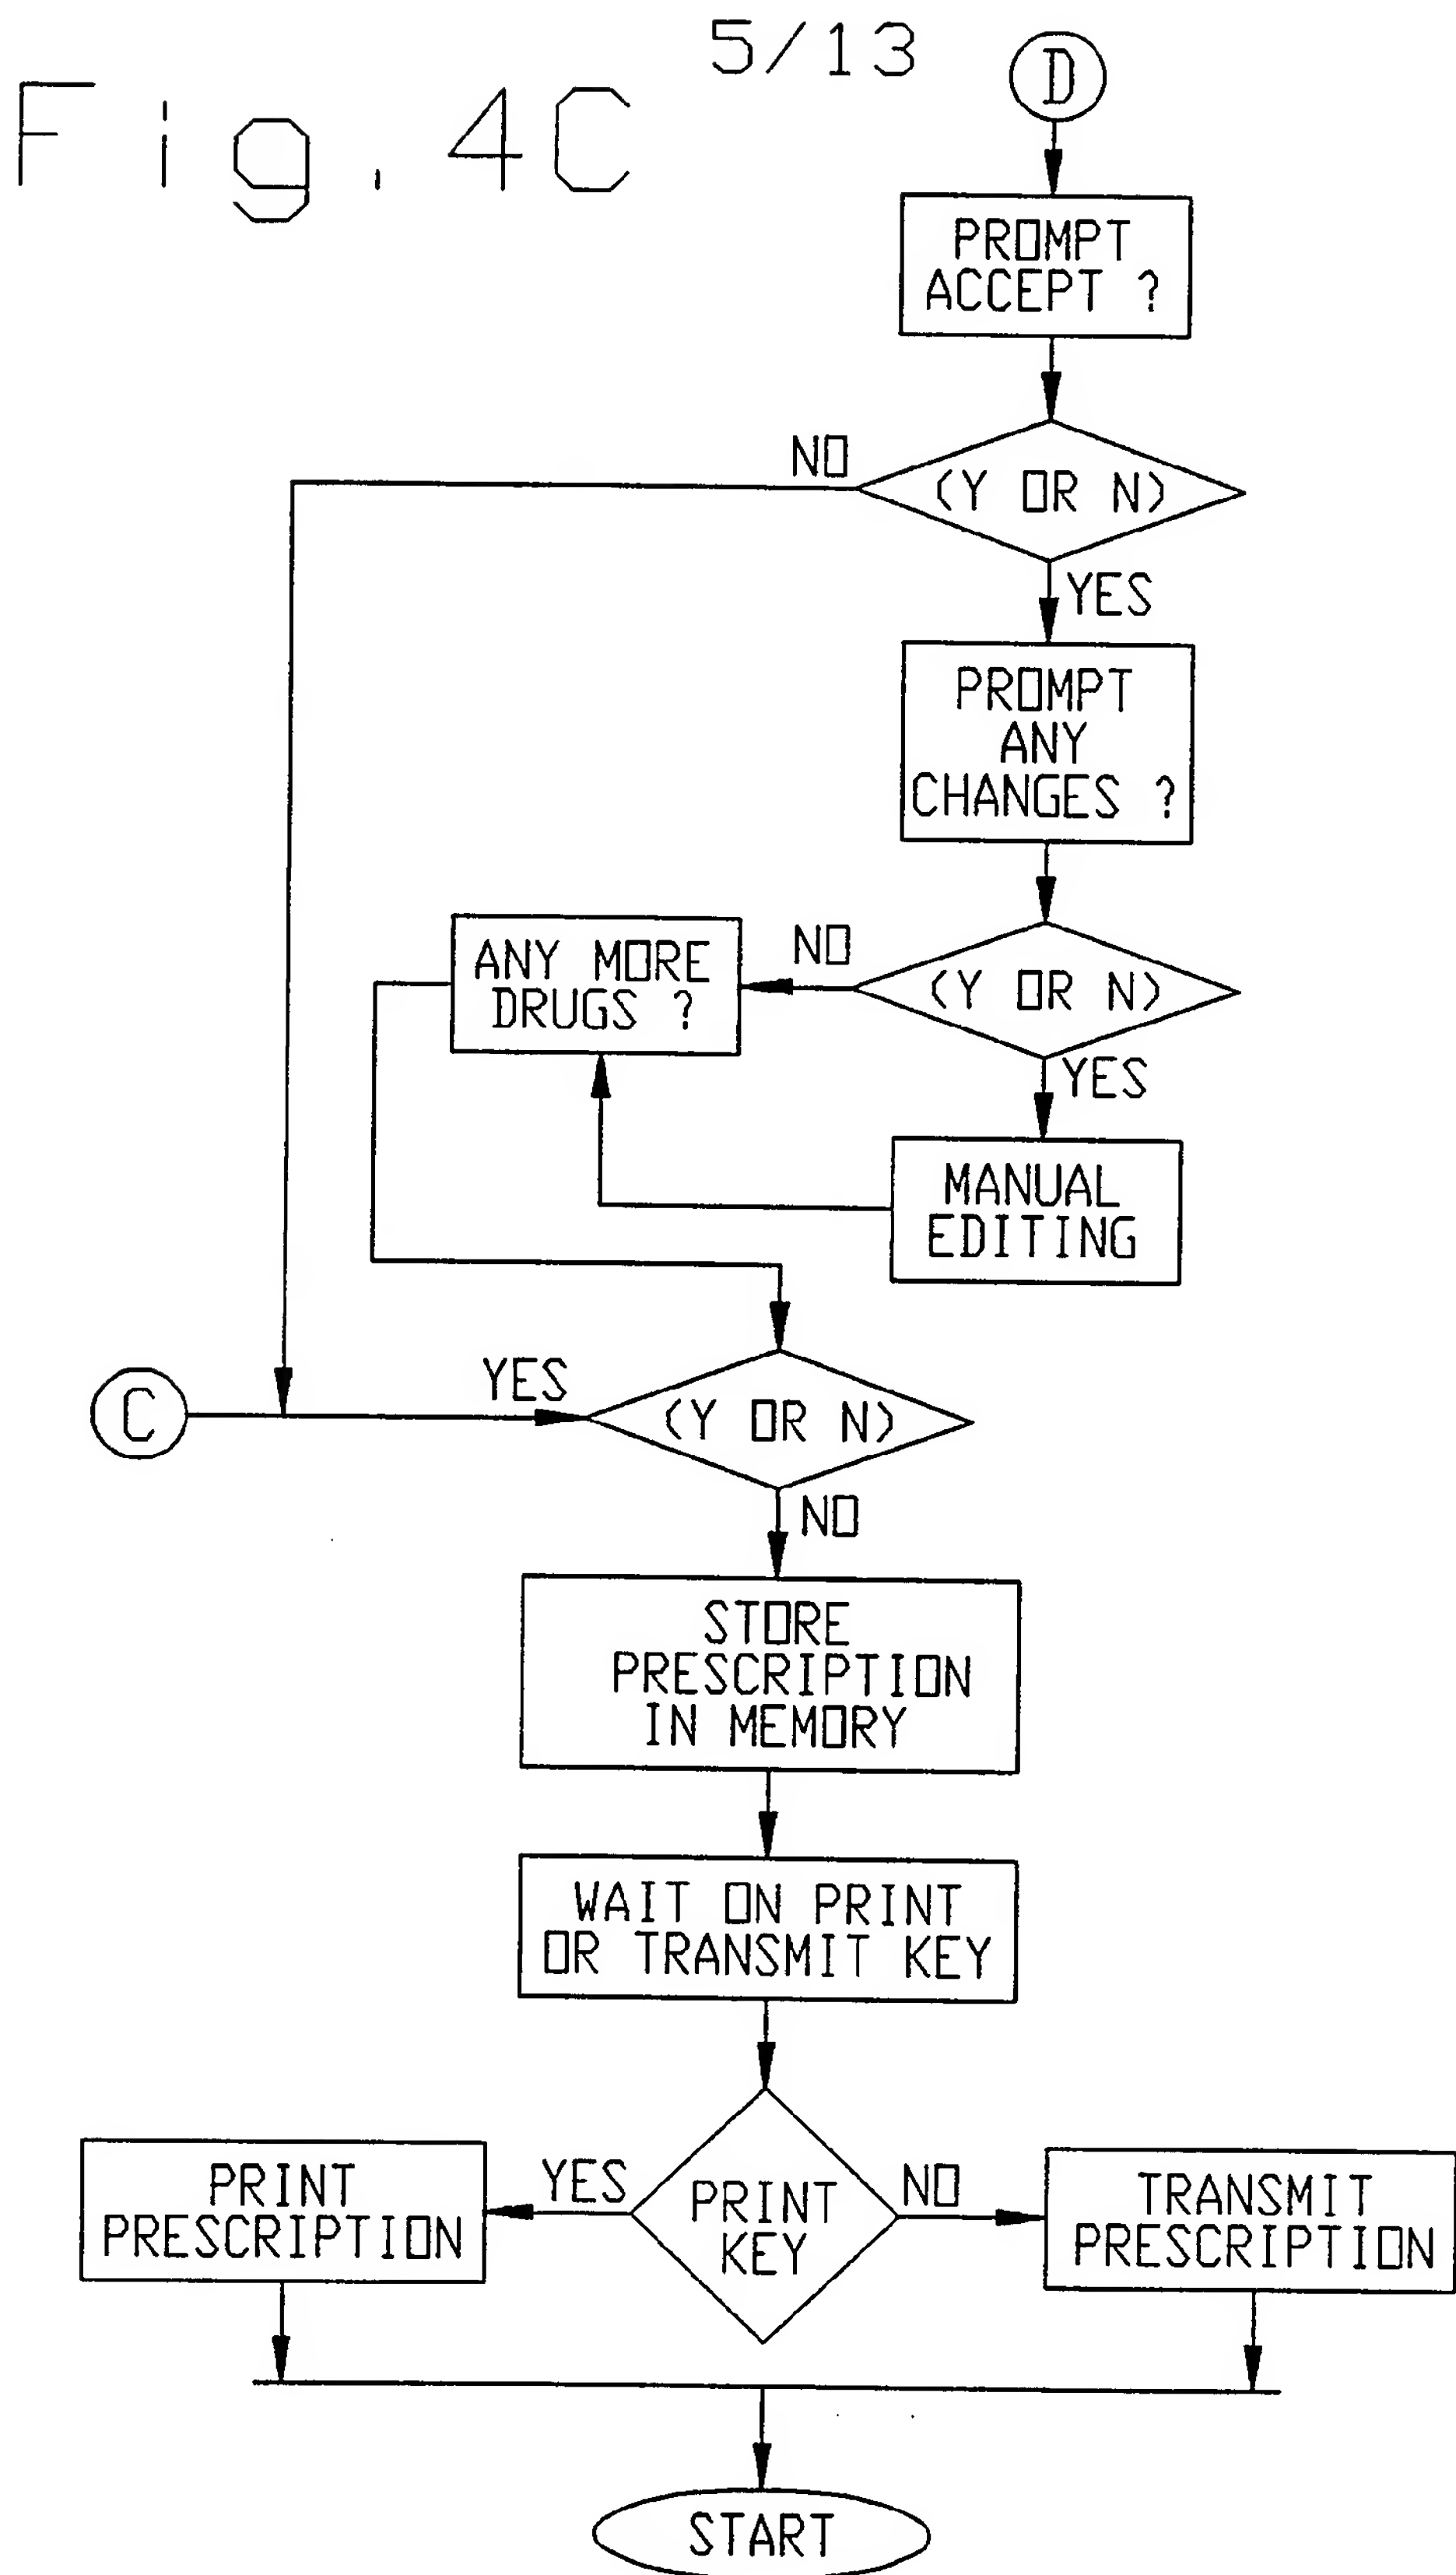 5/13
Fig. 4C
D
PROMPT
ACCEPT ?
NO
(Y OR N)
YES
PROMPT
ANY
CHANGES ?
ANY MORE
DRUGS ?
NO
(Y OR N)
YES
MANUAL
EDITING
C
YES
(Y OR N)
NO
STORE
PRESCRIPTION
IN MEMORY
WAIT ON PRINT
OR TRANSMIT KEY
PRINT
PRESCRIPTION
YES
PRINT
KEY
NO
TRANSMIT
PRESCRIPTION
START